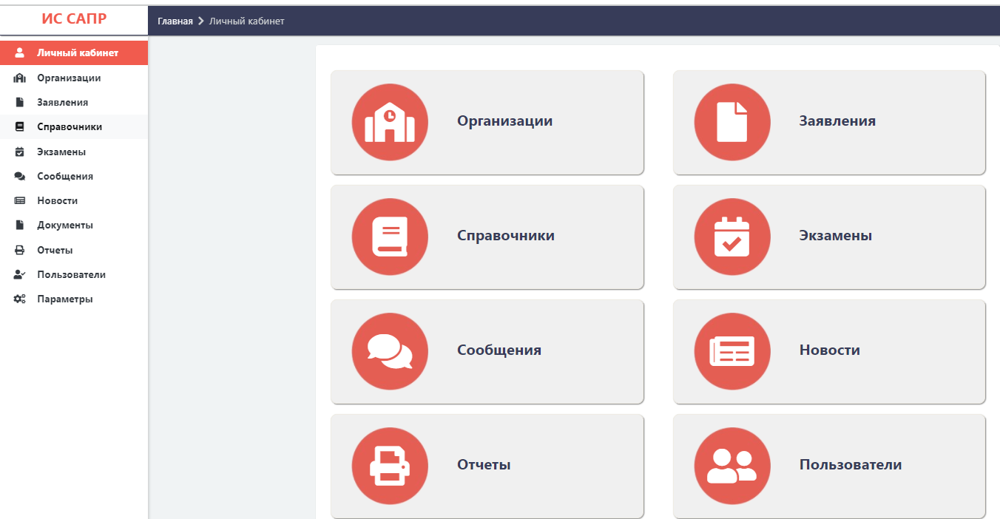 ИС САПР
Главная
Личный кабинет
Личный кабинет
Организации
Заявления
Справочники
Экзамены
Сообщения
Новости
Документы
Отчеты
Пользователи
Параметры
Организации
Заявления
Справочники
Экзамены
Сообщения
Новости
Отчеты
Пользователи